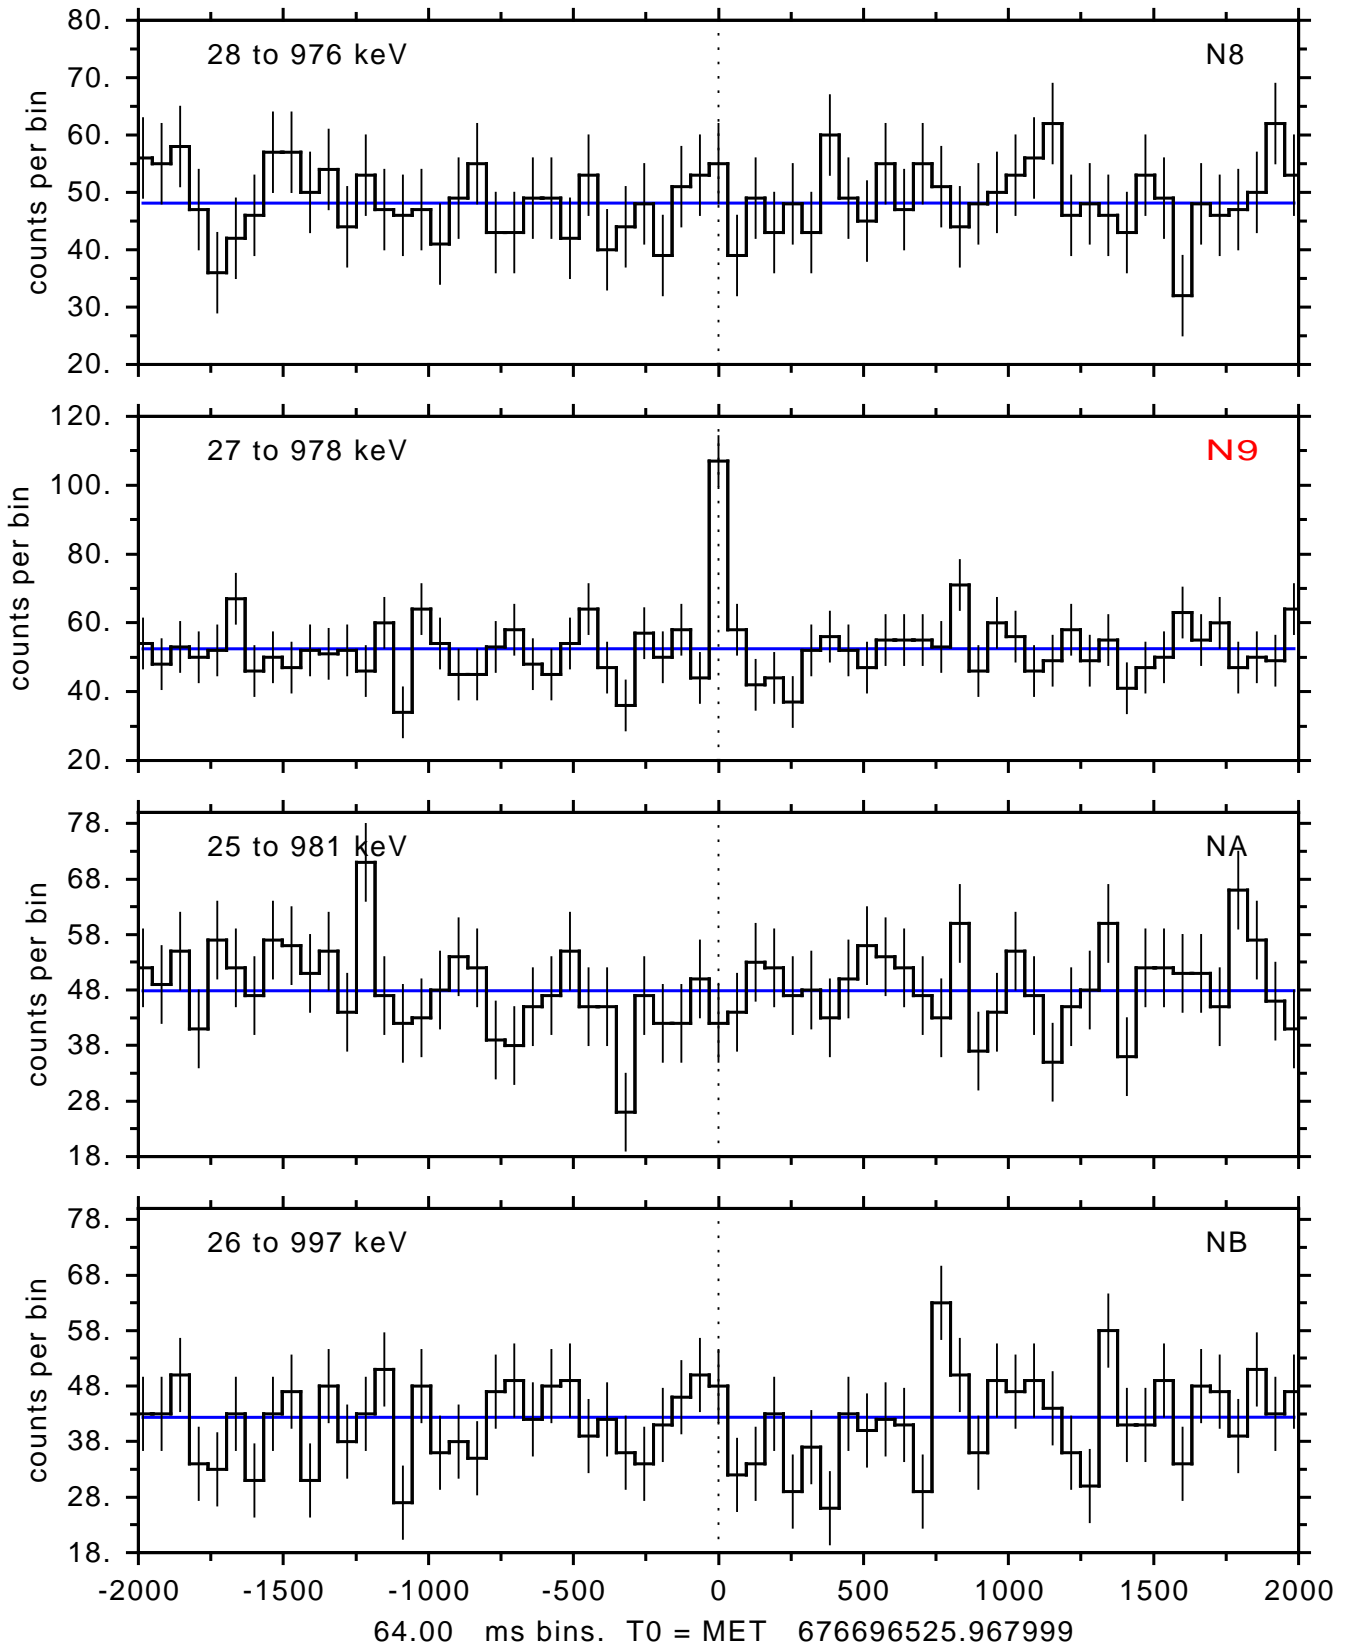 80.
28 to 976 keV N8
70.
60.
50.
40.
30.
20.
counts per bin
120.
27 to 978 keV N9
100.
80.
60.
40.
20.
counts per bin
78.
25 to 981 keV NA
68.
58.
48.
38.
28.
18.
counts per bin
78.
26 to 997 keV NB
68.
58.
48.
38.
28.
18.
counts per bin
-2000 -1500 -1000 -500 0 500 1000 1500 2000
64.00 ms bins. T0 = MET 676696525.967999